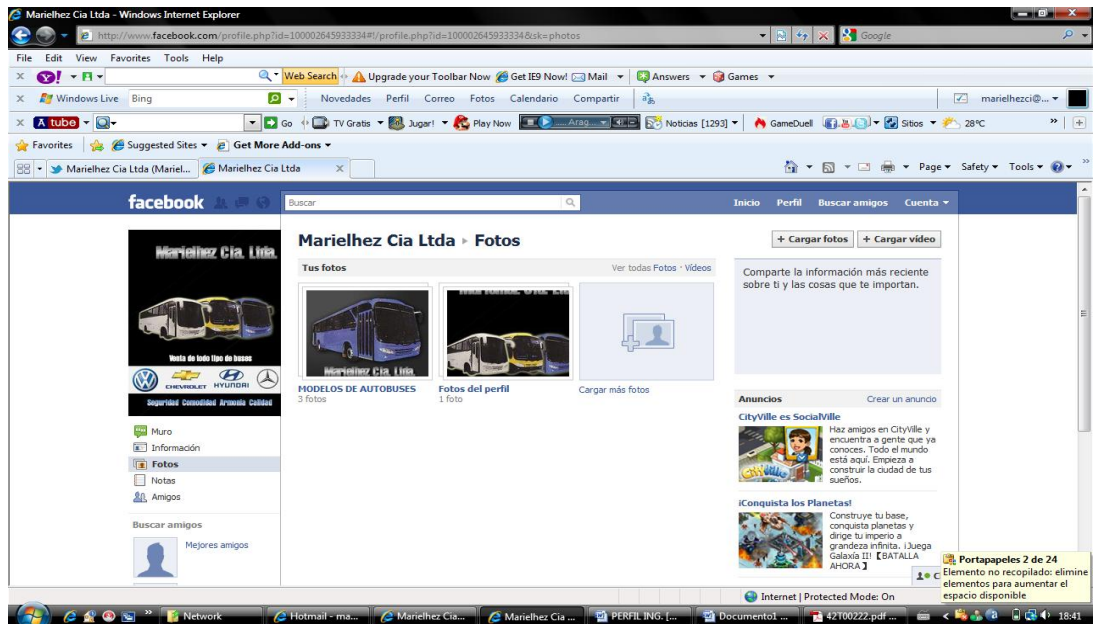 Marielhez Cia Ltda - Windows Internet Explorer
http://www.facebook.com/profile.php?id=100002645933334#!/profile.php?id=100002645933334&sk=photos
Google
File Edit View Favorites Tools Help
Web Search Upgrade your Toolbar Now Get IE9 Now! Mail Answers Games
Windows Live Bing Novedades Perfil Correo Fotos Calendario Compartir marielhezci@...
tube Go TV Gratis Jugar! Play Now ..... Arag... Noticias [1293] GameDuell Sitios 28°C
Favorites Suggested Sites Get More Add-ons
Marielhez Cia Ltda (Mariel... Marielhez Cia Ltda Page Safety Tools
facebook Buscar Inicio Perfil Buscar amigos Cuenta
Marielhez Cia. Ltda.
Venta de todo tipo de buses
CHEVROLET HYUNDAI
Seguridad Comodidad Armonia Calidad
Muro
Información
Fotos
Notas
Amigos
Buscar amigos
Mejores amigos
Marielhez Cia Ltda ▸ Fotos
+ Cargar fotos + Cargar vídeo
Tus fotos Ver todas Fotos · Vídeos
Marielhez Cia. Ltda.
MODELOS DE AUTOBUSES
3 fotos
Fotos del perfil
1 foto
Cargar más fotos
Comparte la información más reciente
sobre ti y las cosas que te importan.
Anuncios Crear un anuncio
CityVille es SocialVille
CityVille
Haz amigos en CityVille y
encuentra a gente que ya
conoces. Todo el mundo
está aquí. Empieza a
construir la ciudad de tus
sueños.
¡Conquista los Planetas!
Construye tu base,
conquista planetas y
dirige tu imperio a
grandeza infinita. ¡Juega
Galaxía II! 【BATALLA
AHORA】
Portapapeles 2 de 24
Elemento no recopilado: elimine
elementos para aumentar el
espacio disponible
Internet | Protected Mode: On
Network Hotmail - ma... Marielhez Cia... Marielhez Cia ... PERFIL ING. [... Documento1 ... 42T00222.pdf ... 18:41